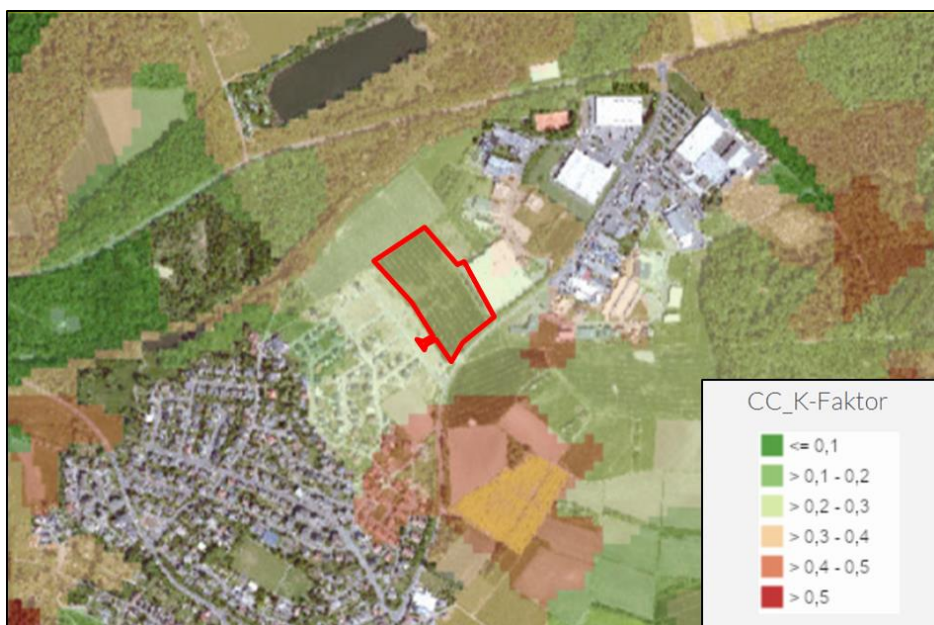 CC_K-Faktor
<= 0,1
> 0,1 - 0,2
> 0,2 - 0,3
> 0,3 - 0,4
> 0,4 - 0,5
> 0,5